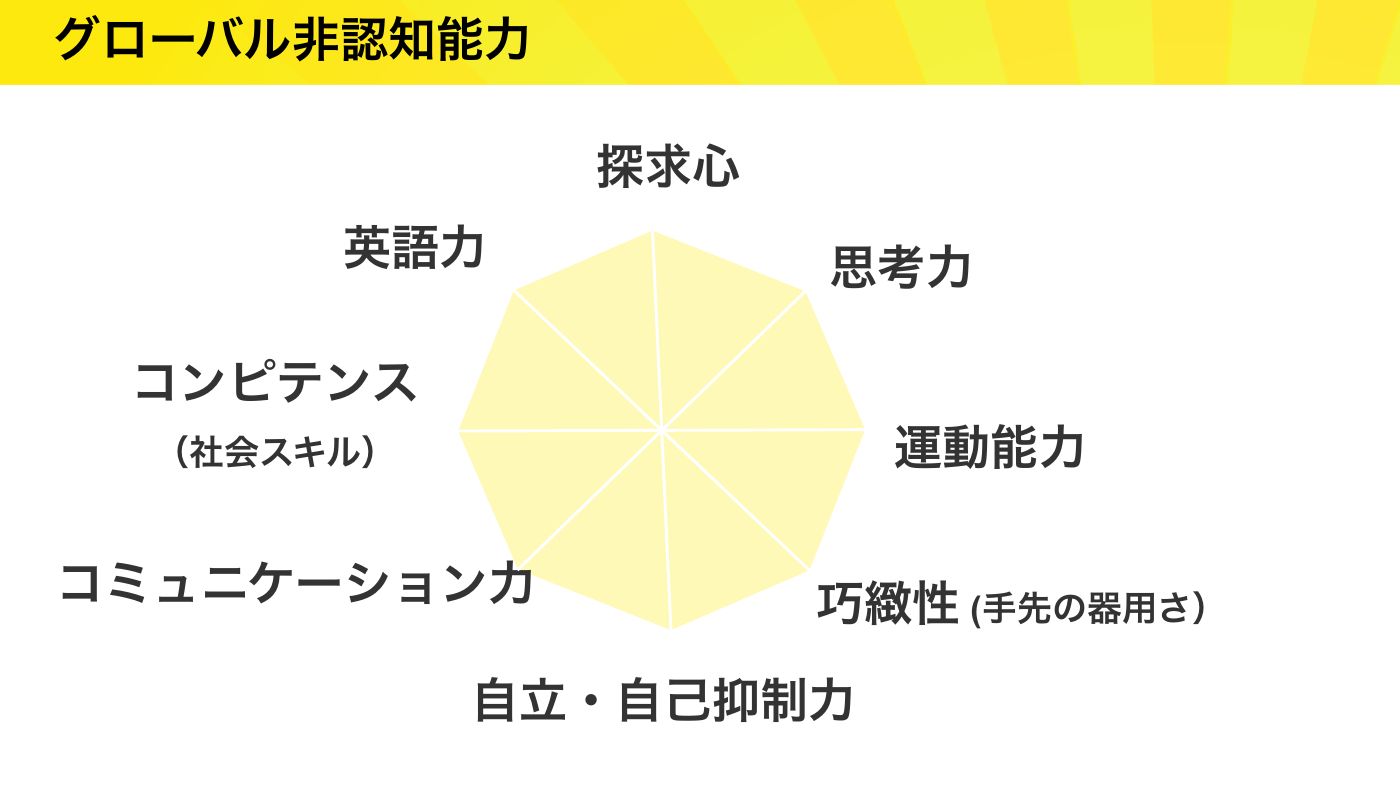 グローバル非認知能力
探求心
英語力
思考力
コンピテンス
（社会スキル）
運動能力
コミュニケーション力
巧緻性 (手先の器用さ）
自立・自己抑制力